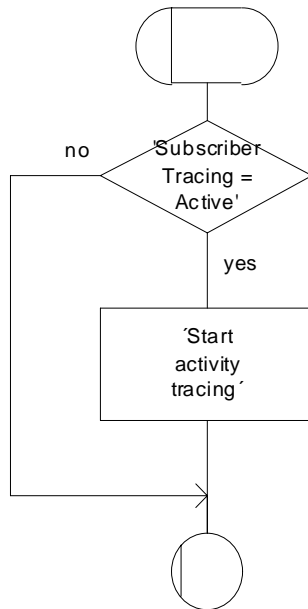 no
'Subscriber
Tracing =
Active'
yes
´Start
activity
tracing´